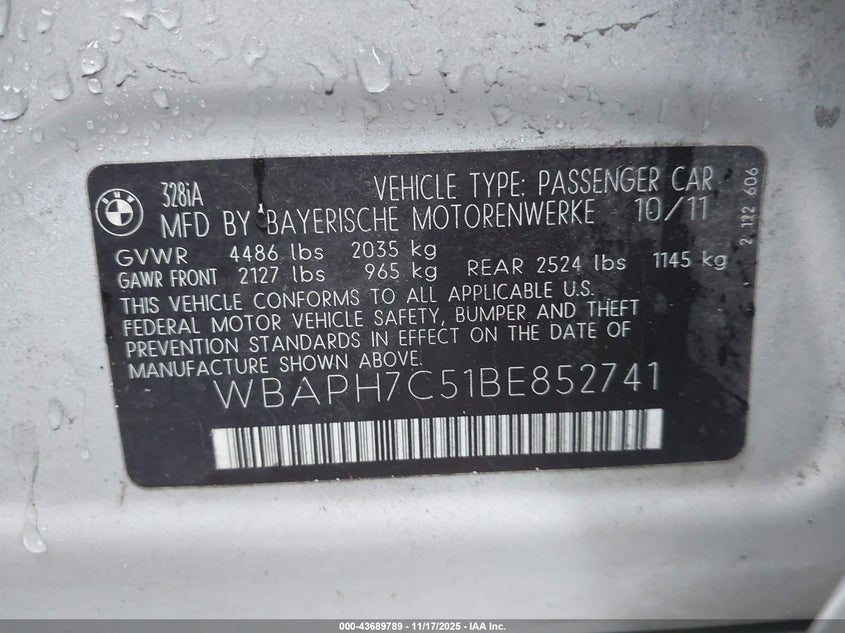 BMW
328iA
VEHICLE TYPE: PASSENGER CAR
MFD BY BAYERISCHE MOTORENWERKE 10/11
GVWR 4486 lbs 2035 kg
GAWR FRONT 2127 lbs 965 kg REAR 2524 lbs 1145 kg
THIS VEHICLE CONFORMS TO ALL APPLICABLE U.S.
FEDERAL MOTOR VEHICLE SAFETY, BUMPER AND THEFT
PREVENTION STANDARDS IN EFFECT ON THE DATE OF
MANUFACTURE SHOWN ABOVE.
WBAPH7C51BE852741
2 122 606
000-43689789 - 11/17/2025 - IAA Inc.